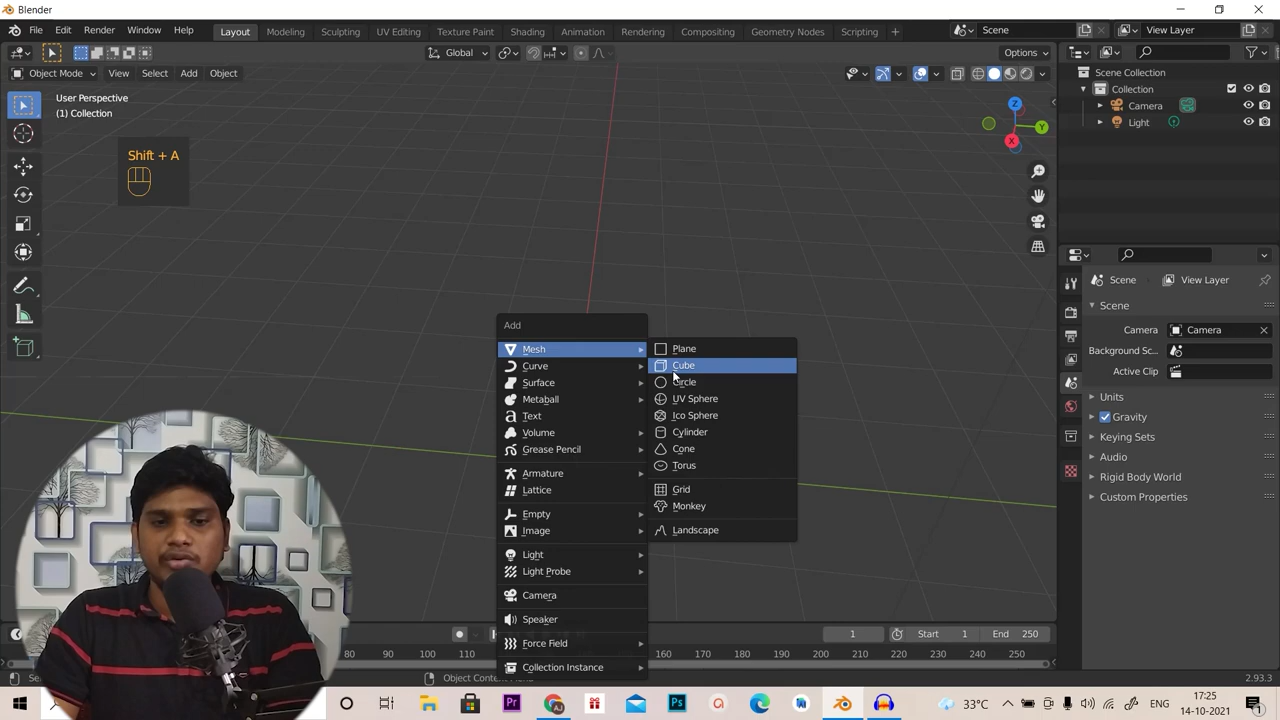 Blender
File Edit Render Window Help
Layout Modeling Sculpting UV Editing Texture Paint Shading Animation Rendering Compositing Geometry Nodes Scripting +
Scene
View Layer
Global
Options
Object Mode View Select Add Object
User Perspective
(1) Collection
Shift + A
Z
Y
X
Scene Collection
Collection
Camera
Light
Scene View Layer
Scene
Camera Camera
Background Sc...
Active Clip
Units
Gravity
Keying Sets
Audio
Rigid Body World
Custom Properties
Add
Mesh
Curve
Surface
Metaball
Text
Volume
Grease Pencil
Armature
Lattice
Empty
Image
Light
Light Probe
Camera
Speaker
Force Field
Collection Instance
Plane
Cube
Circle
UV Sphere
Ico Sphere
Cylinder
Cone
Torus
Grid
Monkey
Landscape
1 Start 1 End 250
80 90 100 110 160 170 180 190 200 210 220 230 240 250
Object Context Menu
2.93.3
Pr
Ps
33°C
ENG
17:25
14-10-2021